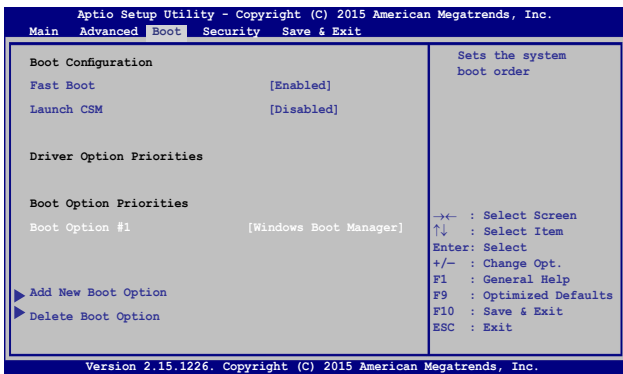 Aptio Setup Utility - Copyright (C) 2015 American Megatrends, Inc.
Main Advanced Boot Security Save & Exit
Boot Configuration
Fast Boot [Enabled]
Launch CSM [Disabled]
Driver Option Priorities
Boot Option Priorities
Boot Option #1 [Windows Boot Manager]
Add New Boot Option
Delete Boot Option
Sets the system
boot order
→← : Select Screen
↑↓ : Select Item
Enter: Select
+/— : Change Opt.
F1 : General Help
F9 : Optimized Defaults
F10 : Save & Exit
ESC : Exit
Version 2.15.1226. Copyright (C) 2015 American Megatrends, Inc.